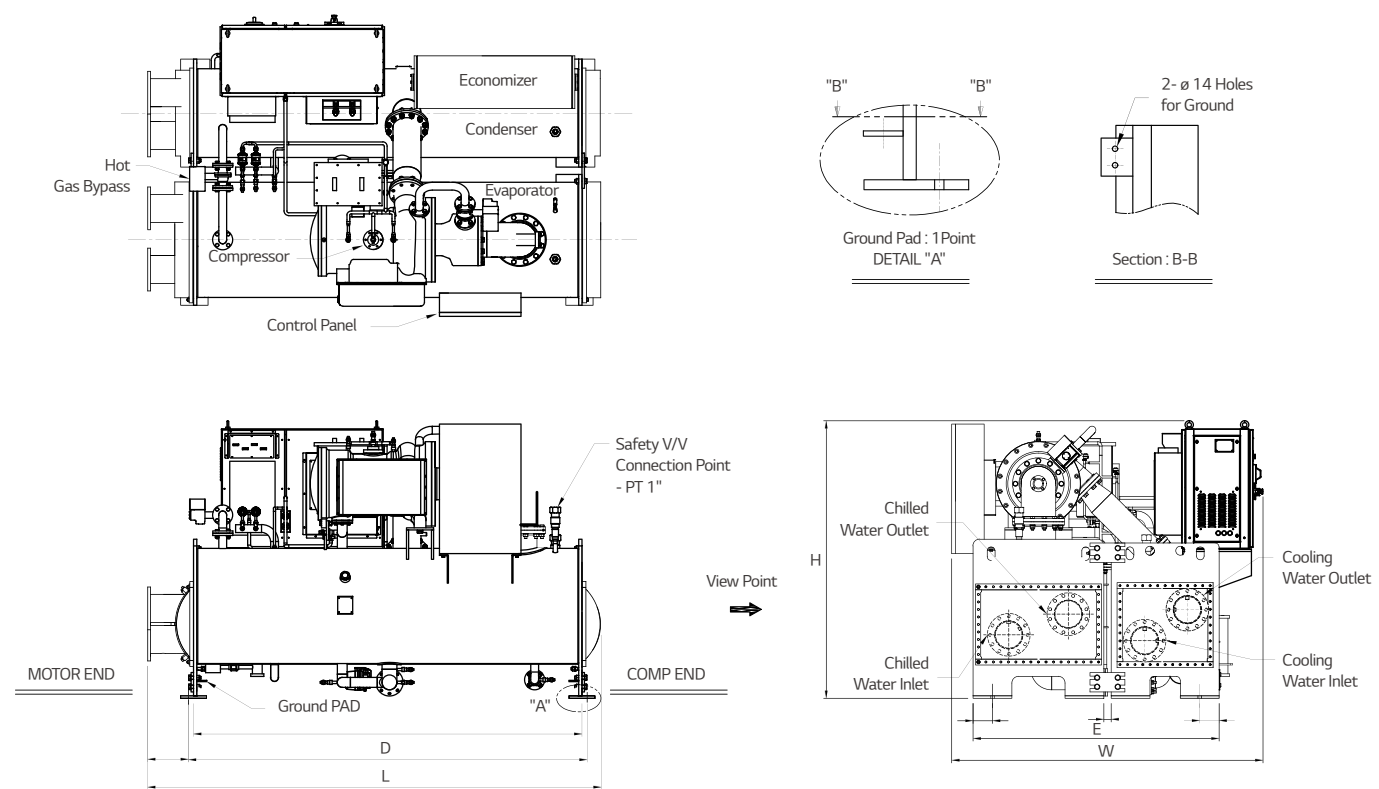 Economizer
Condenser
Hot
Gas Bypass
Evaporator
Compressor
Control Panel
"B"
"B"
Ground Pad : 1Point
DETAIL "A"
2- ø 14 Holes
for Ground
Section : B-B
Safety V/V
Connection Point
- PT 1"
MOTOR END
COMP END
Ground PAD
"A"
D
L
View Point
H
Chilled
Water Outlet
Chilled
Water Inlet
Cooling
Water Outlet
Cooling
Water Inlet
E
W